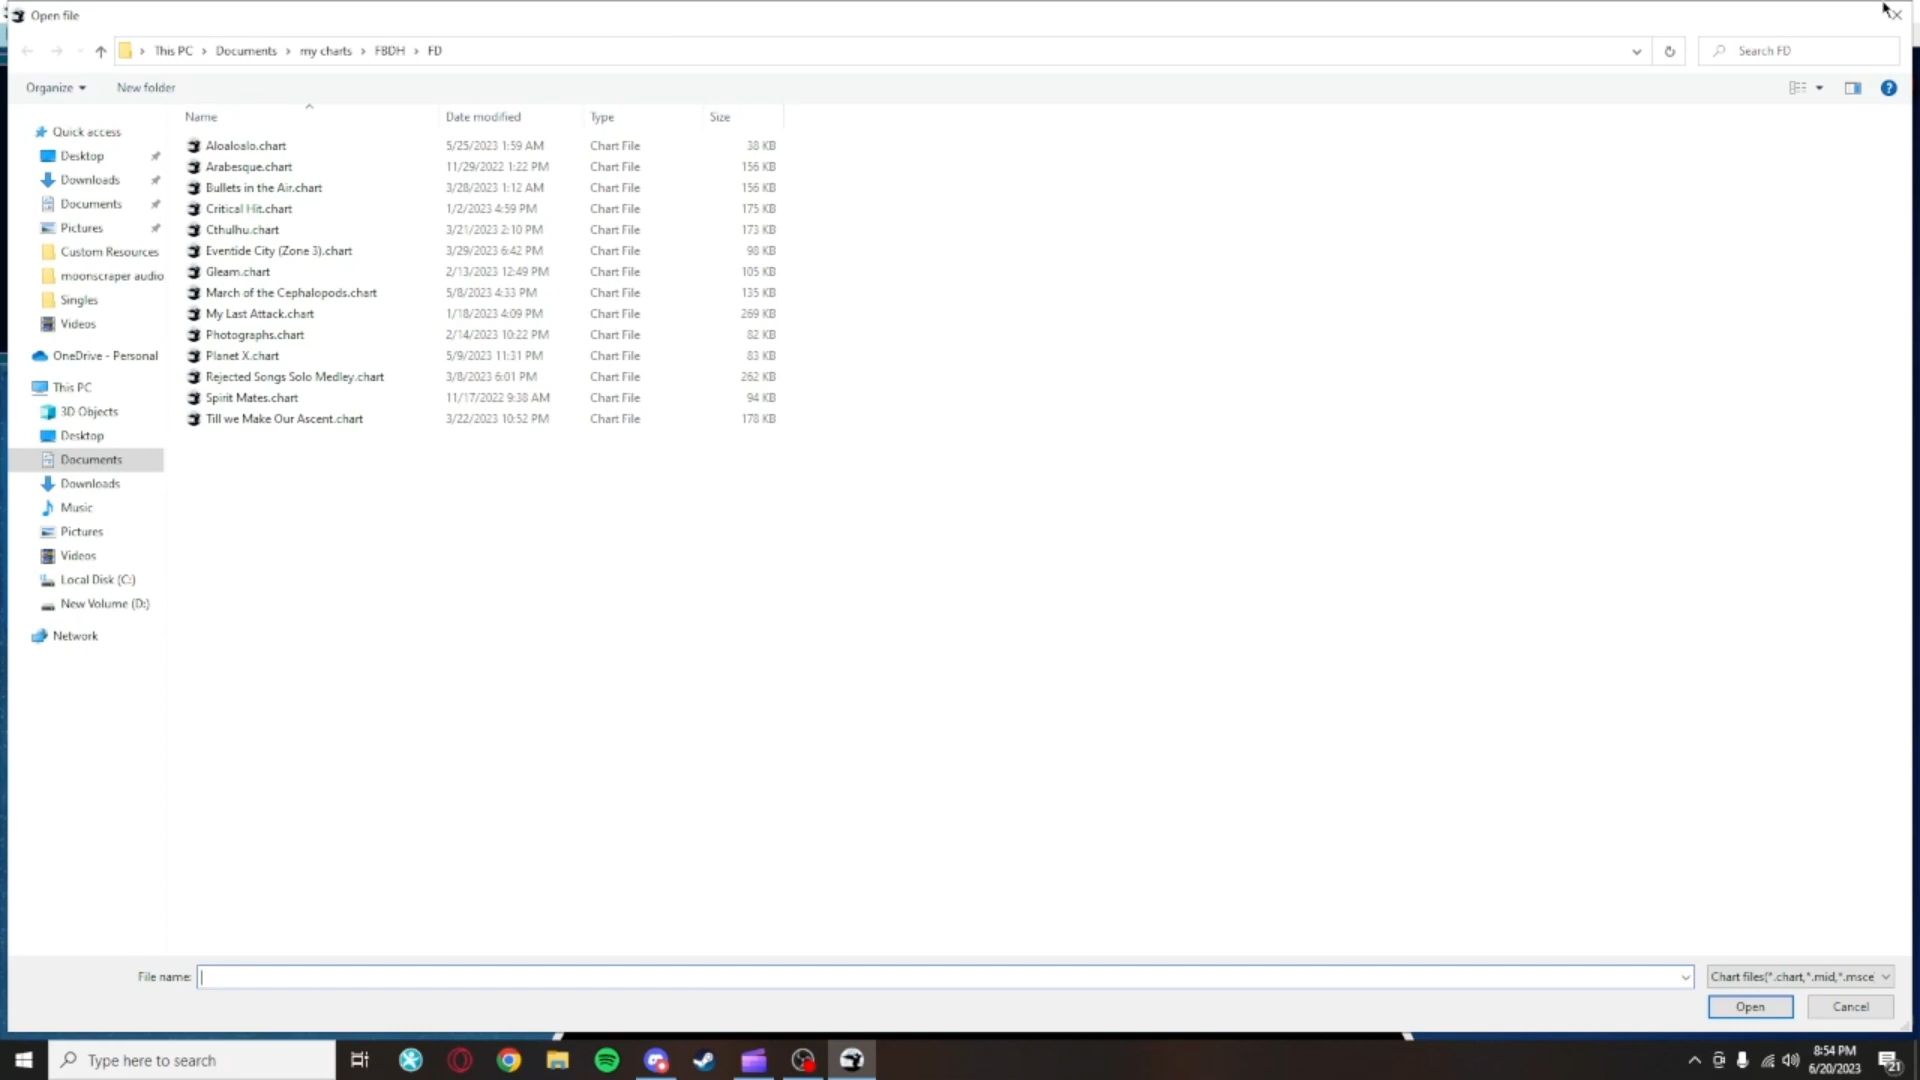 Open file
This PC > Documents > my charts > FBDH > FD
Search FD
Organize
New folder
Name
Date modified
Type
Size
Quick access
Desktop
Downloads
Documents
Pictures
Custom Resources
moonscraper audio
Singles
Videos
OneDrive - Personal
This PC
3D Objects
Desktop
Documents
Downloads
Music
Pictures
Videos
Local Disk (C:)
New Volume (D:)
Network
Aloaloalo.chart 5/25/2023 1:59 AM Chart File 38 KB
Arabesque.chart 11/29/2022 1:22 PM Chart File 156 KB
Bullets in the Air.chart 3/28/2023 1:12 AM Chart File 156 KB
Critical Hit.chart 1/2/2023 4:59 PM Chart File 175 KB
Cthulhu.chart 3/21/2023 2:10 PM Chart File 173 KB
Eventide City (Zone 3).chart 3/29/2023 6:42 PM Chart File 98 KB
Gleam.chart 2/13/2023 12:49 PM Chart File 105 KB
March of the Cephalopods.chart 5/8/2023 4:33 PM Chart File 135 KB
My Last Attack.chart 1/18/2023 4:09 PM Chart File 269 KB
Photographs.chart 2/14/2023 10:22 PM Chart File 82 KB
Planet X.chart 5/9/2023 11:31 PM Chart File 83 KB
Rejected Songs Solo Medley.chart 3/8/2023 6:01 PM Chart File 262 KB
Spirit Mates.chart 11/17/2022 9:38 AM Chart File 94 KB
Till we Make Our Ascent.chart 3/22/2023 10:52 PM Chart File 178 KB
File name:
Chart files(*.chart,*.mid,*.msce
Open
Cancel
Type here to search
8:54 PM
6/20/2023
21